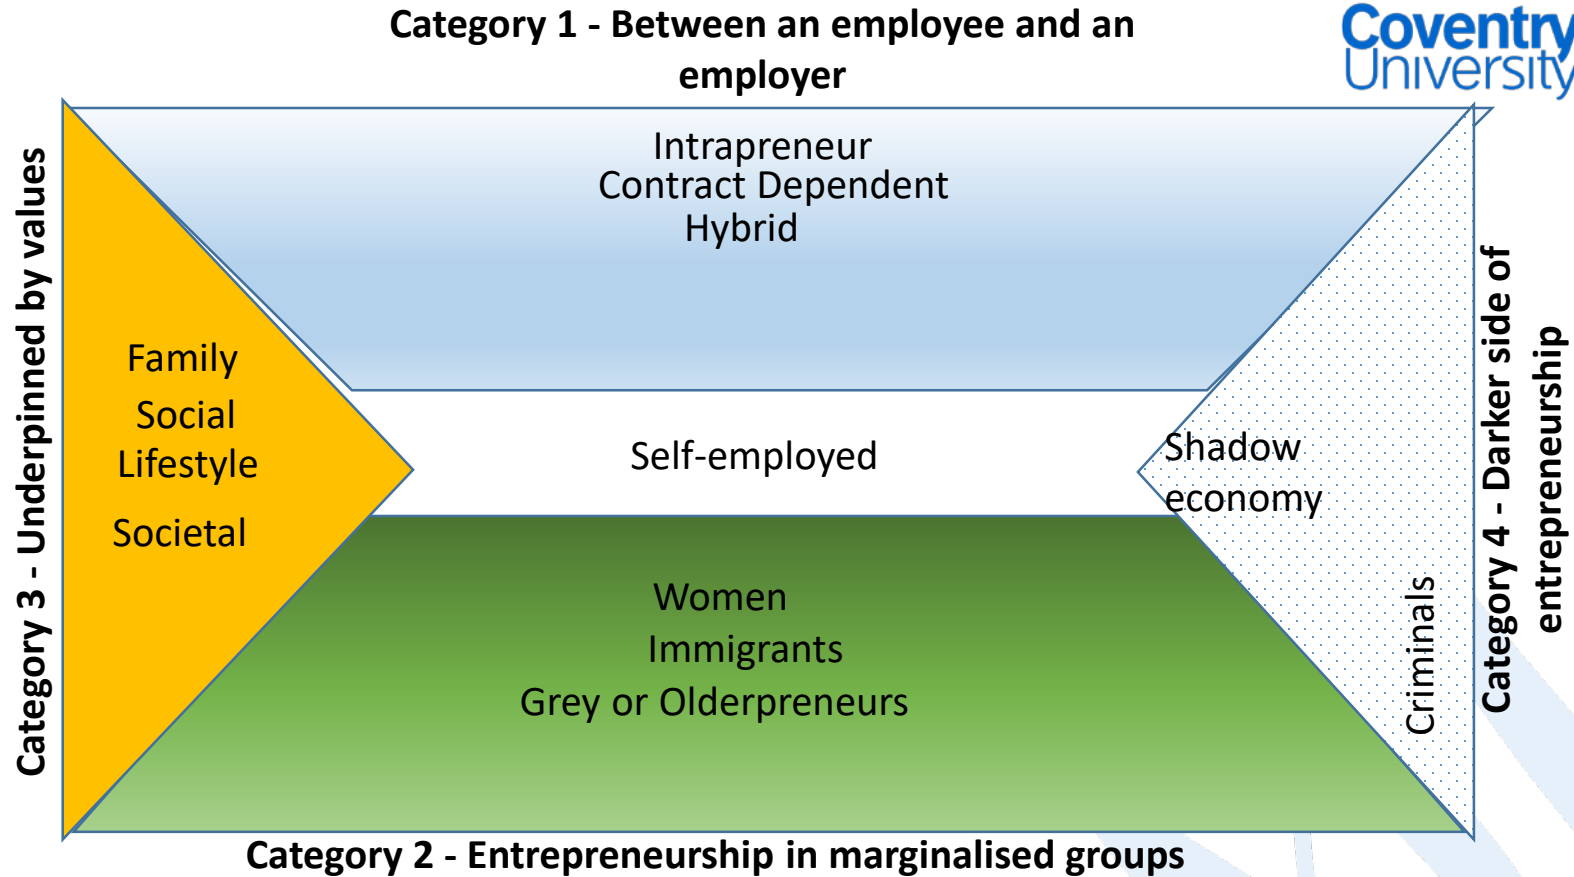 Category 1 - Between an employee and an
employer
Coventry
University
Intrapreneur
Contract Dependent
Hybrid
Category 3 - Underpinned by values
Family
Social
Lifestyle
Societal
Self-employed
Shadow
economy
Criminals
Category 4 - Darker side of
entrepreneurship
Women
Immigrants
Grey or Olderpreneurs
Category 2 - Entrepreneurship in marginalised groups